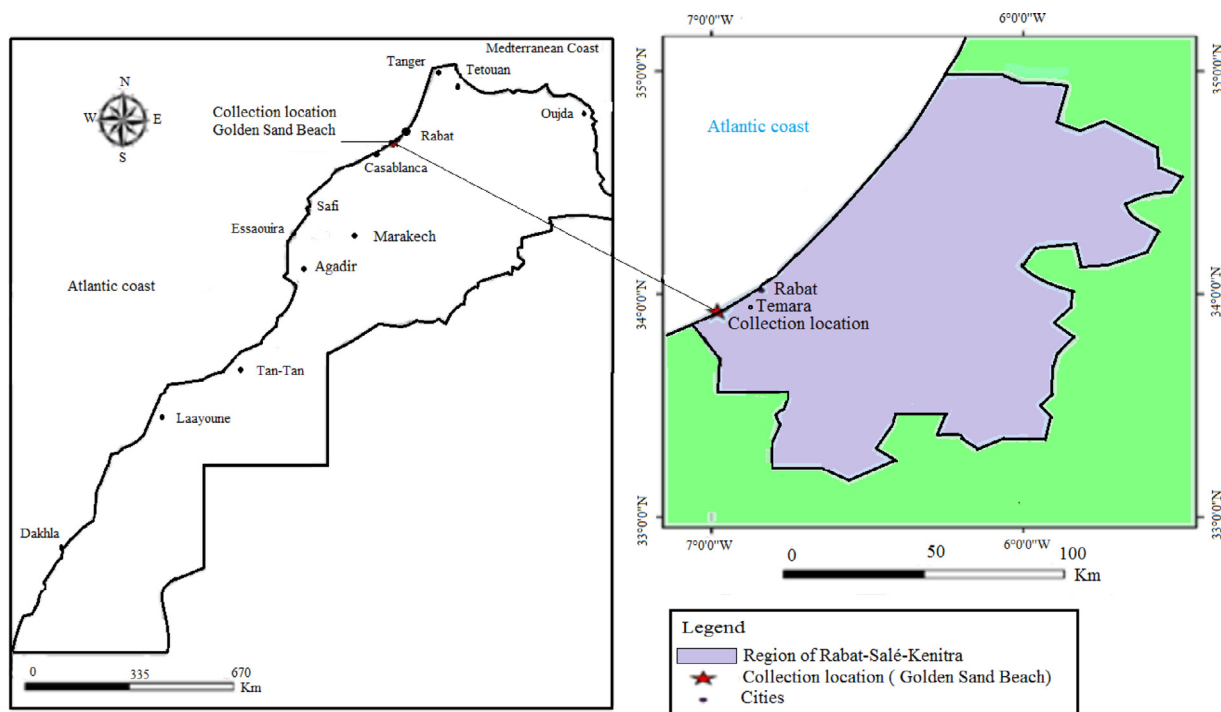 Medterranean Coast
Tanger
Tetouan
N
W
E
S
Oujda
Collection location
Golden Sand Beach
Rabat
Casablanca
Safi
Essaouira
Marakech
Agadir
Atlantic coast
Tan-Tan
Laayoune
Dakhla
0 335 670
Km
7°0'0"W 6°0'0"W
35°0'0"N 35°0'0"N
Atlantic coast
Rabat
34°0'0"N 34°0'0"N
Temara
Collection location
33°0'0"N 33°0'0"N
7°0'0"W 6°0'0"W
0 50 100
Km
Legend
Region of Rabat-Salé-Kenitra
Collection location ( Golden Sand Beach)
Cities